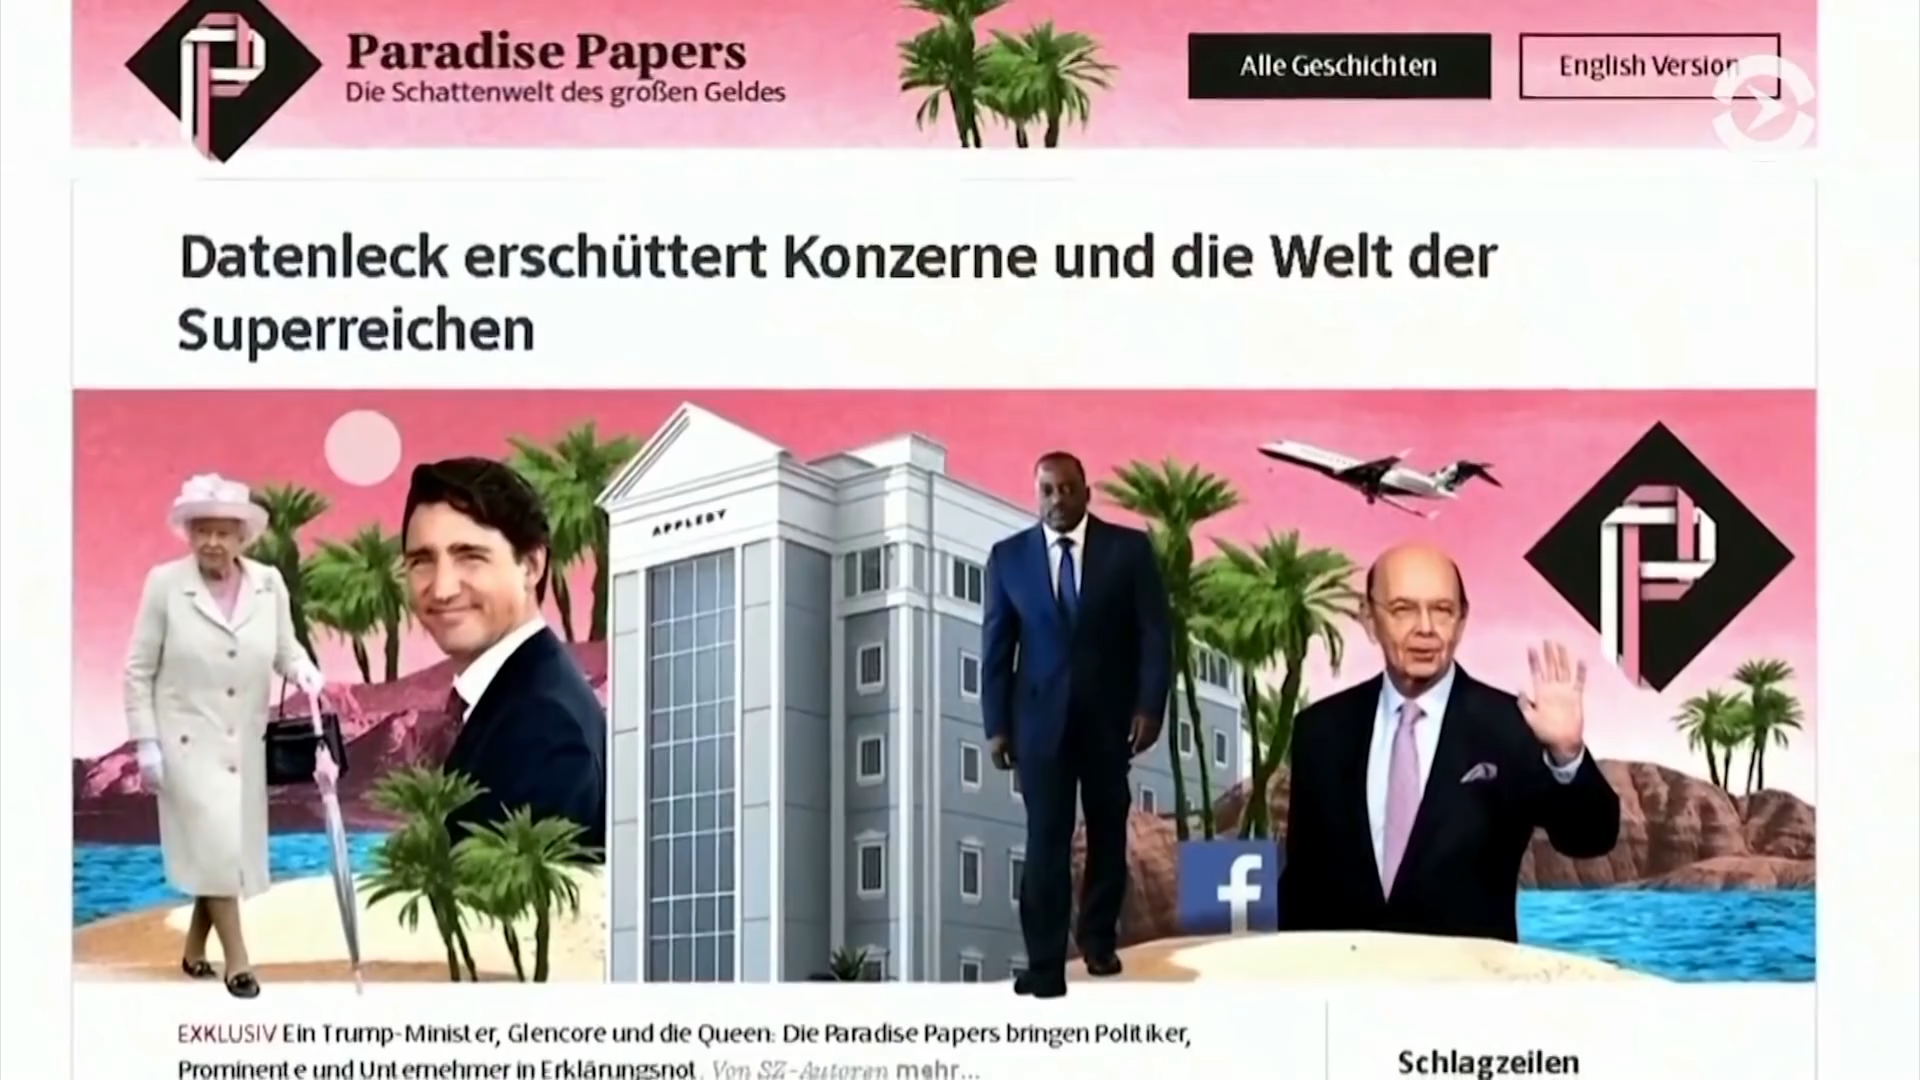 Paradise Papers
Die Schattenwelt des großen Geldes
Alle Geschichten
English Version
Datenleck erschüttert Konzerne und die Welt der
Superreichen
APPLEBY
f
EXKLUSIV Ein Trump-Minister, Glencore und die Queen: Die Paradise Papers bringen Politiker,
Prominente und Unternehmer in Erklärungsnot. Von SZ-Autoren mehr...
Schlagzeilen